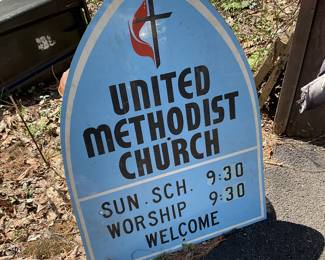 UNITED
METHODIST
CHURCH
SUN. SCH. 9:30
WORSHIP 9:30
WELCOME